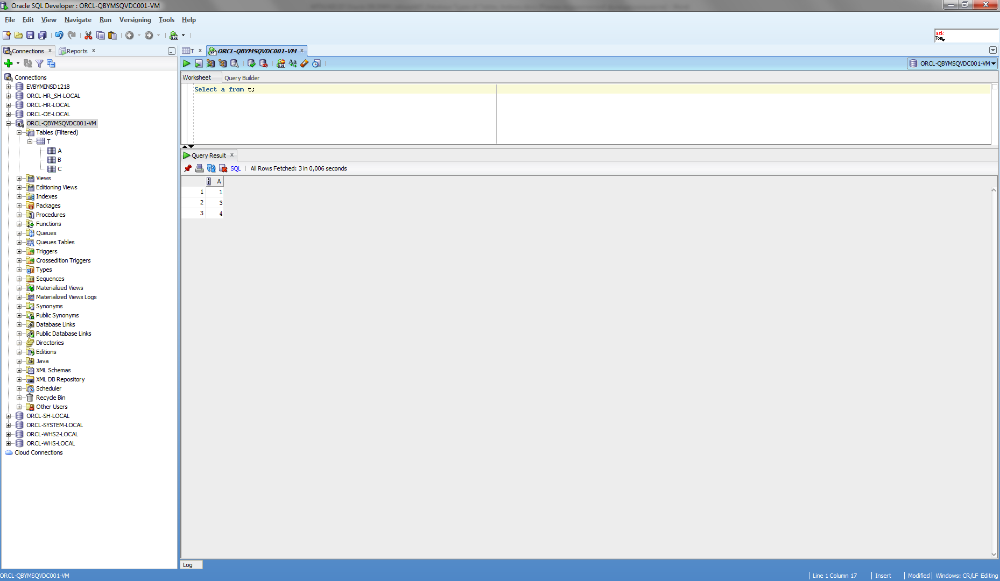 Oracle SQL Developer : ORCL-QBYMSQVDC001-VM
File Edit View Navigate Run Versioning Tools Help
SQL
ask
Tom
Connections x Reports x
T x ORCL-QBYMSQVDC001-VM x
ORCL-QBYMSQVDC001-VM
Worksheet Query Builder
Select a from t;
Connections
EVBYMINSD1218
ORCL-HR_SH-LOCAL
ORCL-HR-LOCAL
ORCL-OE-LOCAL
ORCL-QBYMSQVDC001-VM
Tables (Filtered)
T
A
B
C
Views
Editioning Views
Indexes
Packages
Procedures
Functions
Queues
Queues Tables
Triggers
Crossedition Triggers
Types
Sequences
Materialized Views
Materialized Views Logs
Synonyms
Public Synonyms
Database Links
Public Database Links
Directories
Editions
Java
XML Schemas
XML DB Repository
Scheduler
Recycle Bin
Other Users
ORCL-SH-LOCAL
ORCL-SYSTEM-LOCAL
ORCL-WHS2-LOCAL
ORCL-WHS-LOCAL
Cloud Connections
Query Result x
SQL | All Rows Fetched: 3 in 0,006 seconds
A
1 1
2 3
3 4
Log
ORCL-QBYMSQVDC001-VM
Line 1 Column 17 | Insert | Modified | Windows: CR/LF Editing